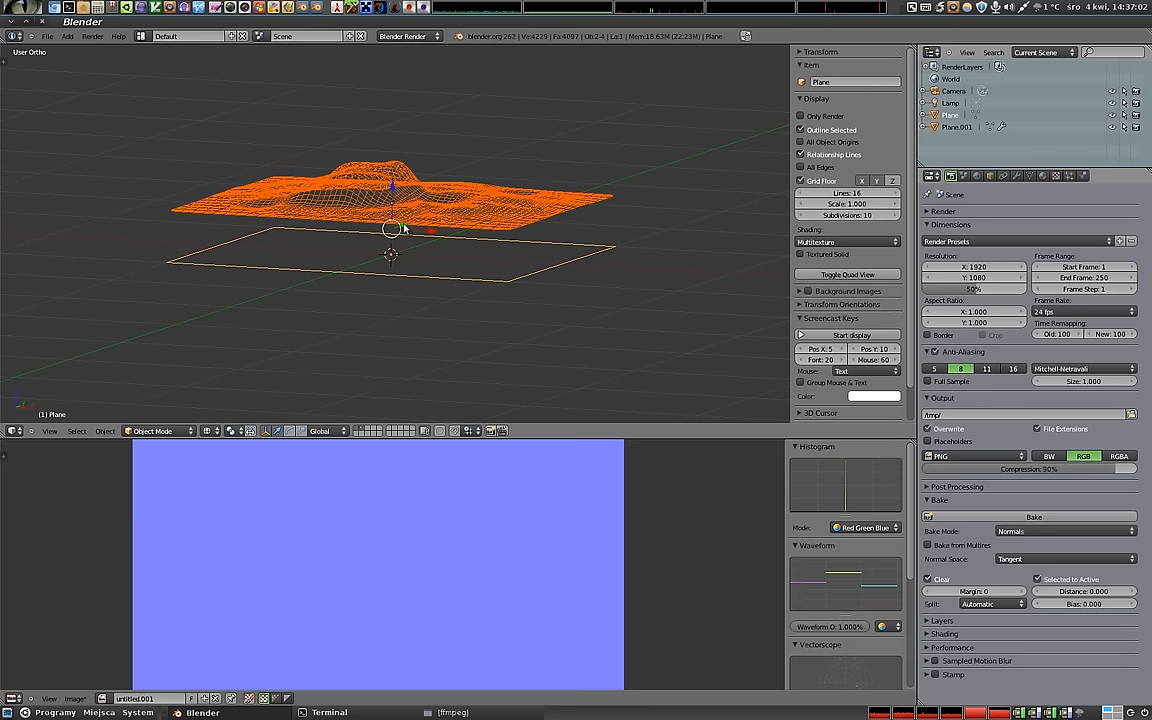 1 °C śro 4 kwi, 14:37:02
Blender
File Add Render Help Default Scene Blender Render blender.org 262 | Ve:4229 | Fa:4097 | Ob:2-4 | La:1 | Mem:18.63M (22.23M) | Plane
User Ortho
(1) Plane
Transform
Item
Plane
Display
Only Render
Outline Selected
All Object Origins
Relationship Lines
All Edges
Grid Floor X Y Z
Lines: 16
Scale: 1.000
Subdivisions: 10
Shading:
Multitexture
Textured Solid
Toggle Quad View
Background Images
Transform Orientations
Screencast Keys
Start display
Pos X: 5 Pos Y: 10
Font: 20 Mouse: 60
Mouse: Text
Group Mouse & Text
Color:
3D Cursor
View Select Object Object Mode Global
Histogram
Mode: Red Green Blue
Waveform
Waveform O: 1.000%
Vectorscope
View Image* untitled.001 F
View Search Current Scene
RenderLayers
World
Camera
Lamp
Plane
Plane.001
Scene
Render
Dimensions
Render Presets
Resolution: Frame Range:
X: 1920 Start Frame: 1
Y: 1080 End Frame: 250
50% Frame Step: 1
Aspect Ratio: Frame Rate:
X: 1.000 24 fps
Y: 1.000 Time Remapping:
Border Crop Old: 100 New: 100
Anti-Aliasing
5 8 11 16 Mitchell-Netravali
Full Sample Size: 1.000
Output
/tmp/
Overwrite File Extensions
Placeholders
PNG BW RGB RGBA
Compression: 90%
Post Processing
Bake
Bake
Bake Mode: Normals
Bake from Multires
Normal Space: Tangent
Clear Selected to Active
Margin: 0 Distance: 0.000
Split: Automatic Bias: 0.000
Layers
Shading
Performance
Sampled Motion Blur
Stamp
Programy Miejsca System Blender Terminal [ffmpeg]